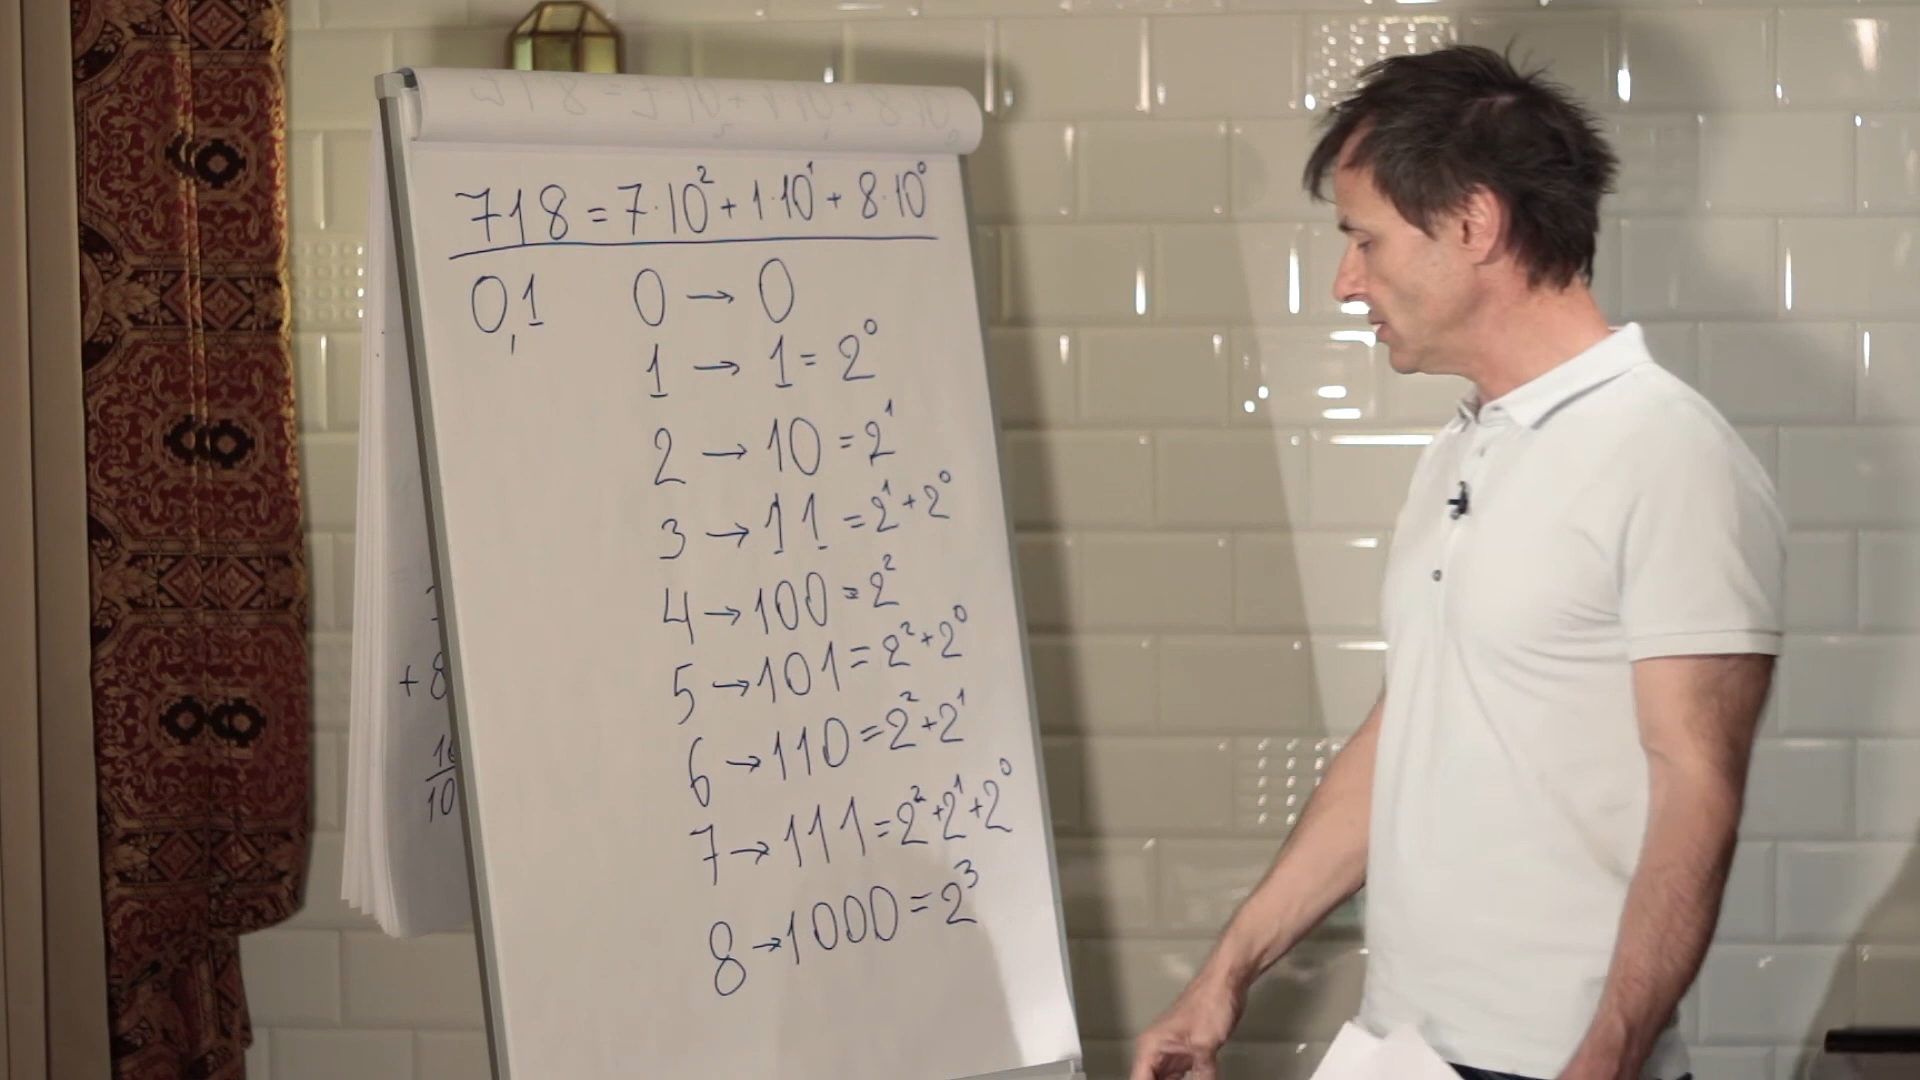 718 = 7·10² + 1·10¹ + 8·10⁰
0,1
0 → 0
1 → 1 = 2⁰
2 → 10 = 2¹
3 → 11 = 2¹ + 2⁰
4 → 100 = 2²
5 → 101 = 2² + 2⁰
6 → 110 = 2² + 2¹
7 → 111 = 2² + 2¹ + 2⁰
8 → 1000 = 2³
+ 8
10